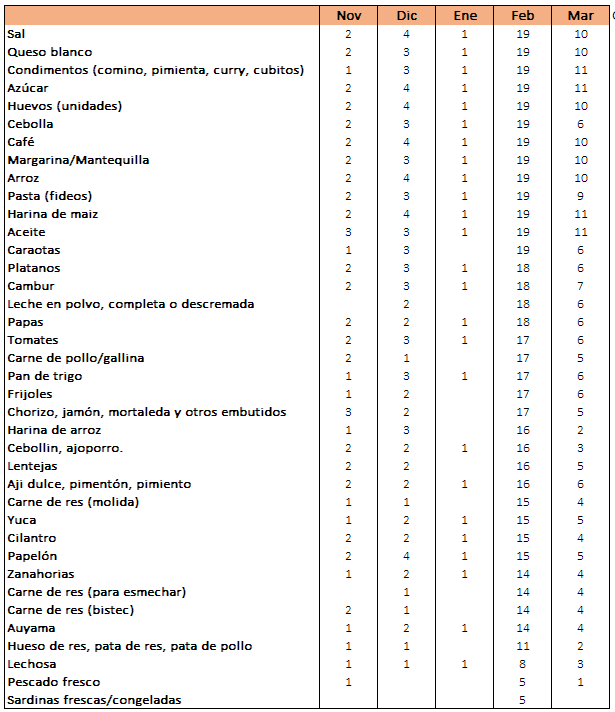 Nov Dic Ene Feb Mar
Sal 2 4 1 19 10
Queso blanco 2 3 1 19 10
Condimentos (comino, pimienta, curry, cubitos) 1 3 1 19 11
Azúcar 2 4 1 19 11
Huevos (unidades) 2 4 1 19 10
Cebolla 2 3 1 19 6
Café 2 4 1 19 10
Margarina/Mantequilla 2 3 1 19 10
Arroz 2 4 1 19 10
Pasta (fideos) 2 3 1 19 9
Harina de maiz 2 4 1 19 11
Aceite 3 3 1 19 11
Caraotas 1 3 19 6
Platanos 2 3 1 18 6
Cambur 2 3 1 18 7
Leche en polvo, completa o descremada 2 18 6
Papas 2 2 1 18 6
Tomates 2 3 1 17 6
Carne de pollo/gallina 2 1 17 5
Pan de trigo 1 3 1 17 6
Frijoles 1 2 17 6
Chorizo, jamón, mortaleda y otros embutidos 3 2 17 5
Harina de arroz 1 3 16 2
Cebollin, ajoporro. 2 2 1 16 3
Lentejas 2 2 16 5
Aji dulce, pimentón, pimiento 2 2 1 16 6
Carne de res (molida) 1 1 15 4
Yuca 1 2 1 15 5
Cilantro 2 2 1 15 4
Papelón 2 4 1 15 5
Zanahorias 1 2 1 14 4
Carne de res (para esmechar) 1 14 4
Carne de res (bistec) 2 1 14 4
Auyama 1 2 1 14 4
Hueso de res, pata de res, pata de pollo 1 1 11 2
Lechosa 1 1 1 8 3
Pescado fresco 1 5 1
Sardinas frescas/congeladas 5